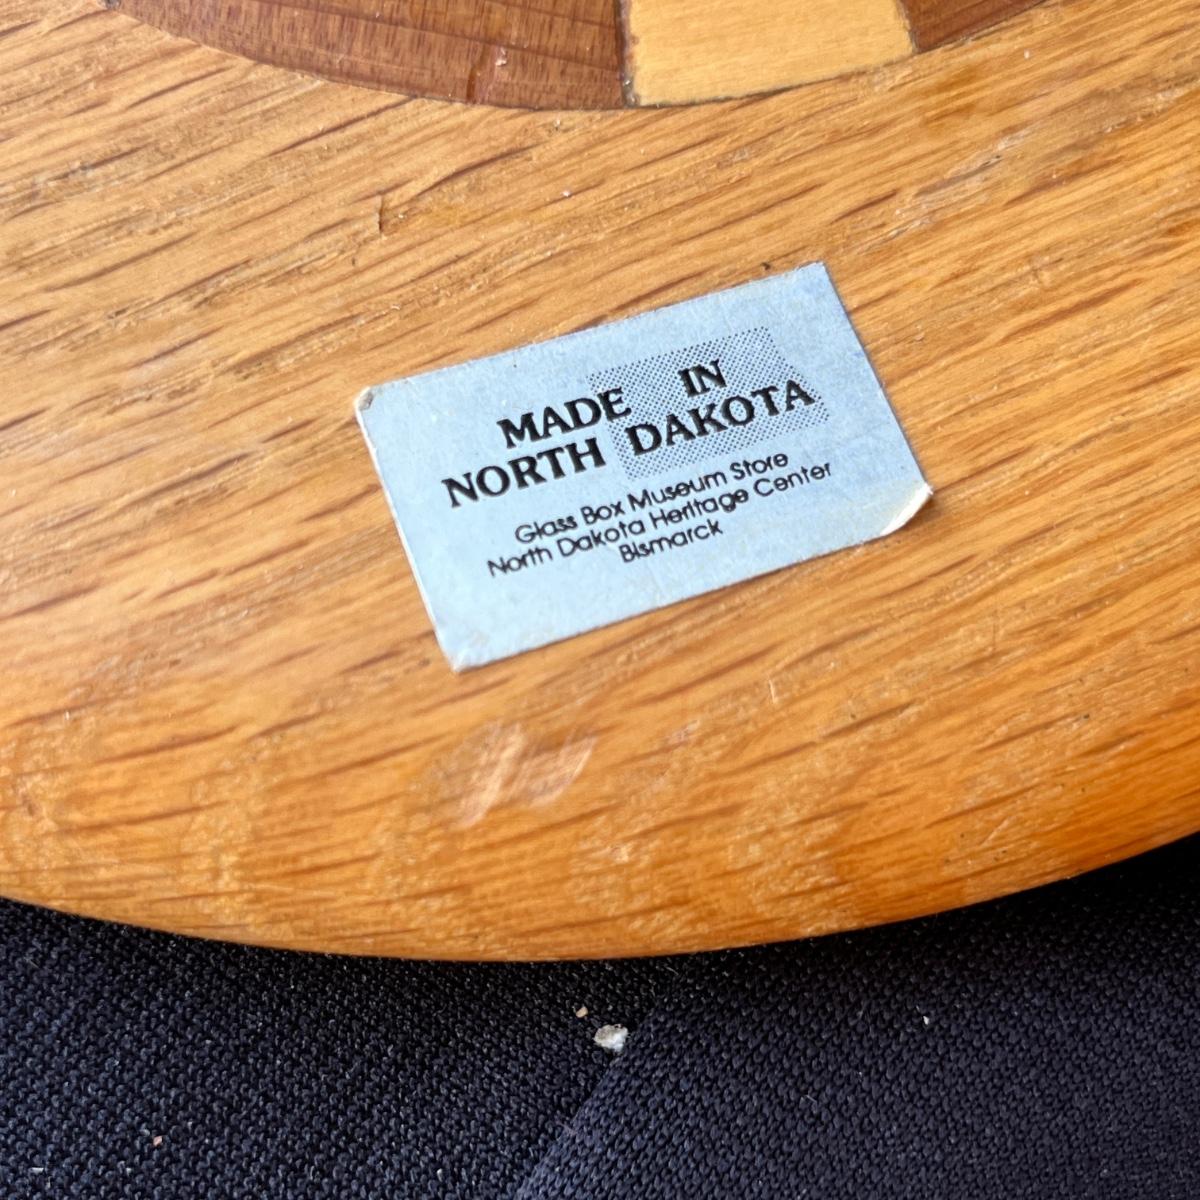 MADE IN
NORTH DAKOTA
Glass Box Museum Store
North Dakota Heritage Center
Bismarck